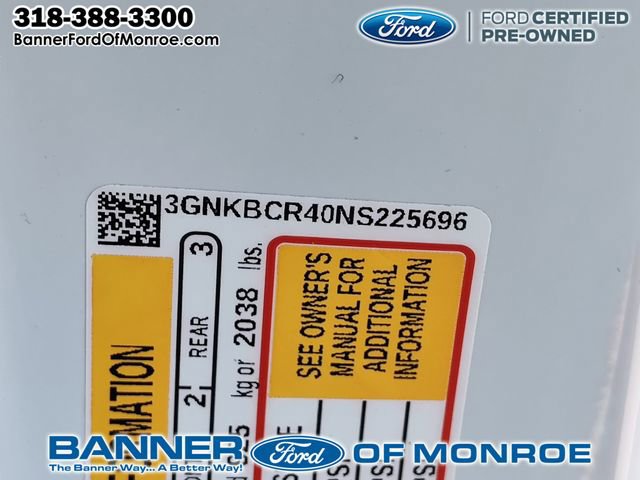 318-388-3300
BannerFordOfMonroe.com
Ford
FORD CERTIFIED
PRE-OWNED
3GNKBCR40NS225696
REAR 3
2
kg or 2038 lbs.
SEE OWNER'S
MANUAL FOR
ADDITIONAL
INFORMATION
BANNER Ford OF MONROE
The Banner Way... A Better Way!